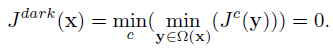 J^{dark}(x) = min_c( min_{y∈Ω(x)} (J^c(y))) = 0.